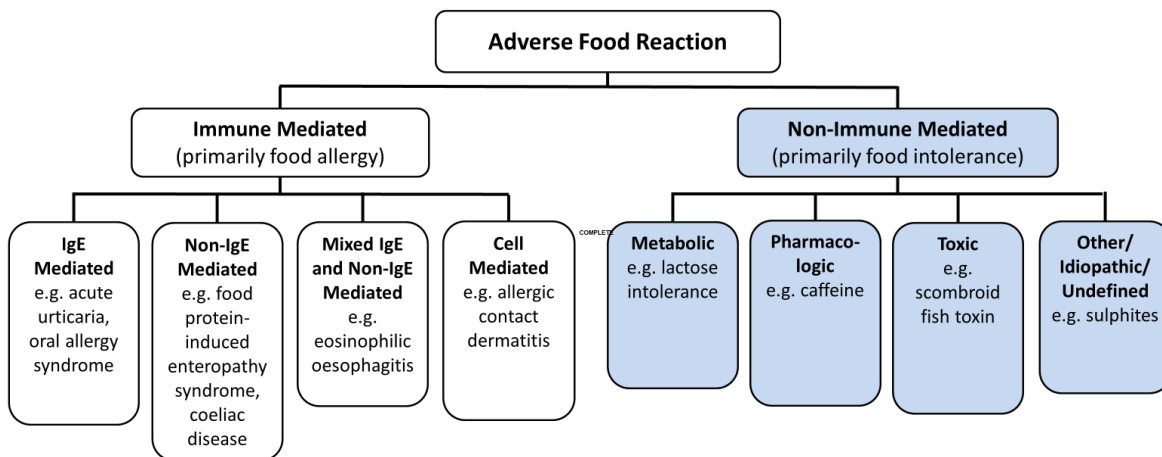 Adverse Food Reaction
Immune Mediated
(primarily food allergy)
Non-Immune Mediated
(primarily food intolerance)
IgE
Mediated
e.g. acute
urticaria,
oral allergy
syndrome
Non-IgE
Mediated
e.g. food
protein-
induced
enteropathy
syndrome,
coeliac
disease
Mixed IgE
and Non-IgE
Mediated
e.g.
eosinophilic
oesophagitis
Cell
Mediated
e.g. allergic
contact
dermatitis
COMPLETE
Metabolic
e.g. lactose
intolerance
Pharmaco-
logic
e.g. caffeine
Toxic
e.g.
scombroid
fish toxin
Other/
Idiopathic/
Undefined
e.g. sulphites